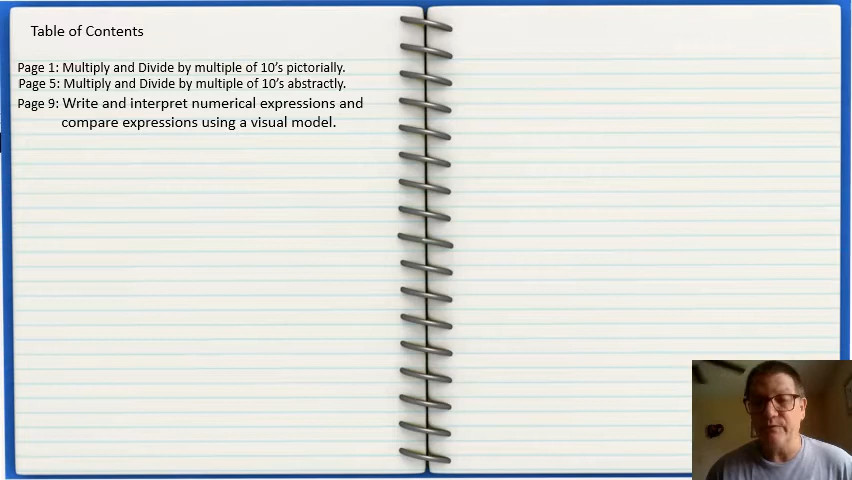 Table of Contents
Page 1: Multiply and Divide by multiple of 10's pictorially.
Page 5: Multiply and Divide by multiple of 10's abstractly.
Page 9: Write and interpret numerical expressions and
compare expressions using a visual model.